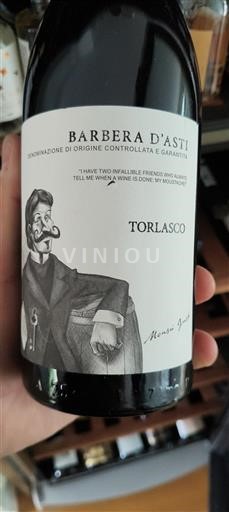 BARBERA D'ASTI
DENOMINAZIONE DI ORIGINE CONTROLLATA E GARANTITA
"I HAVE TWO INFALLIBLE FRIENDS WHO ALWAYS
TELL ME WHEN A WINE IS DONE: MY MOUSTACHE!"
TORLASCO
VINIOU